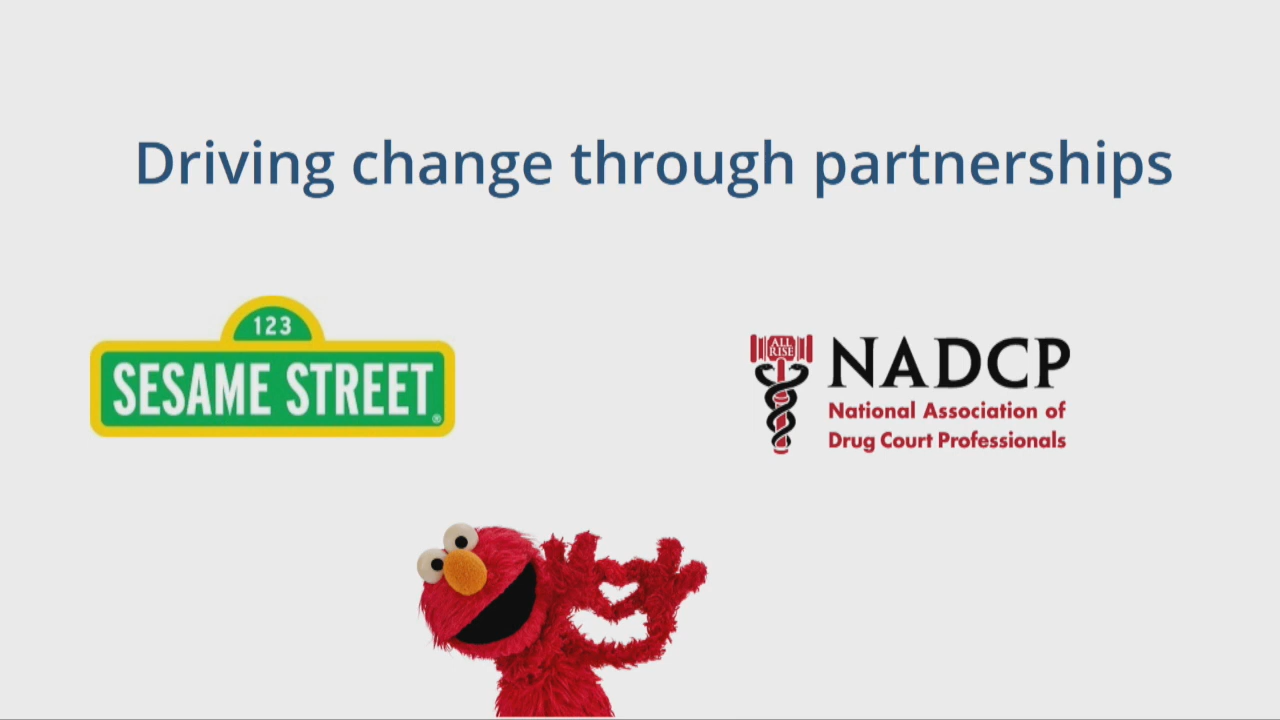 Driving change through partnerships
123
SESAME STREET
®
ALL
RISE
NADCP
National Association of
Drug Court Professionals